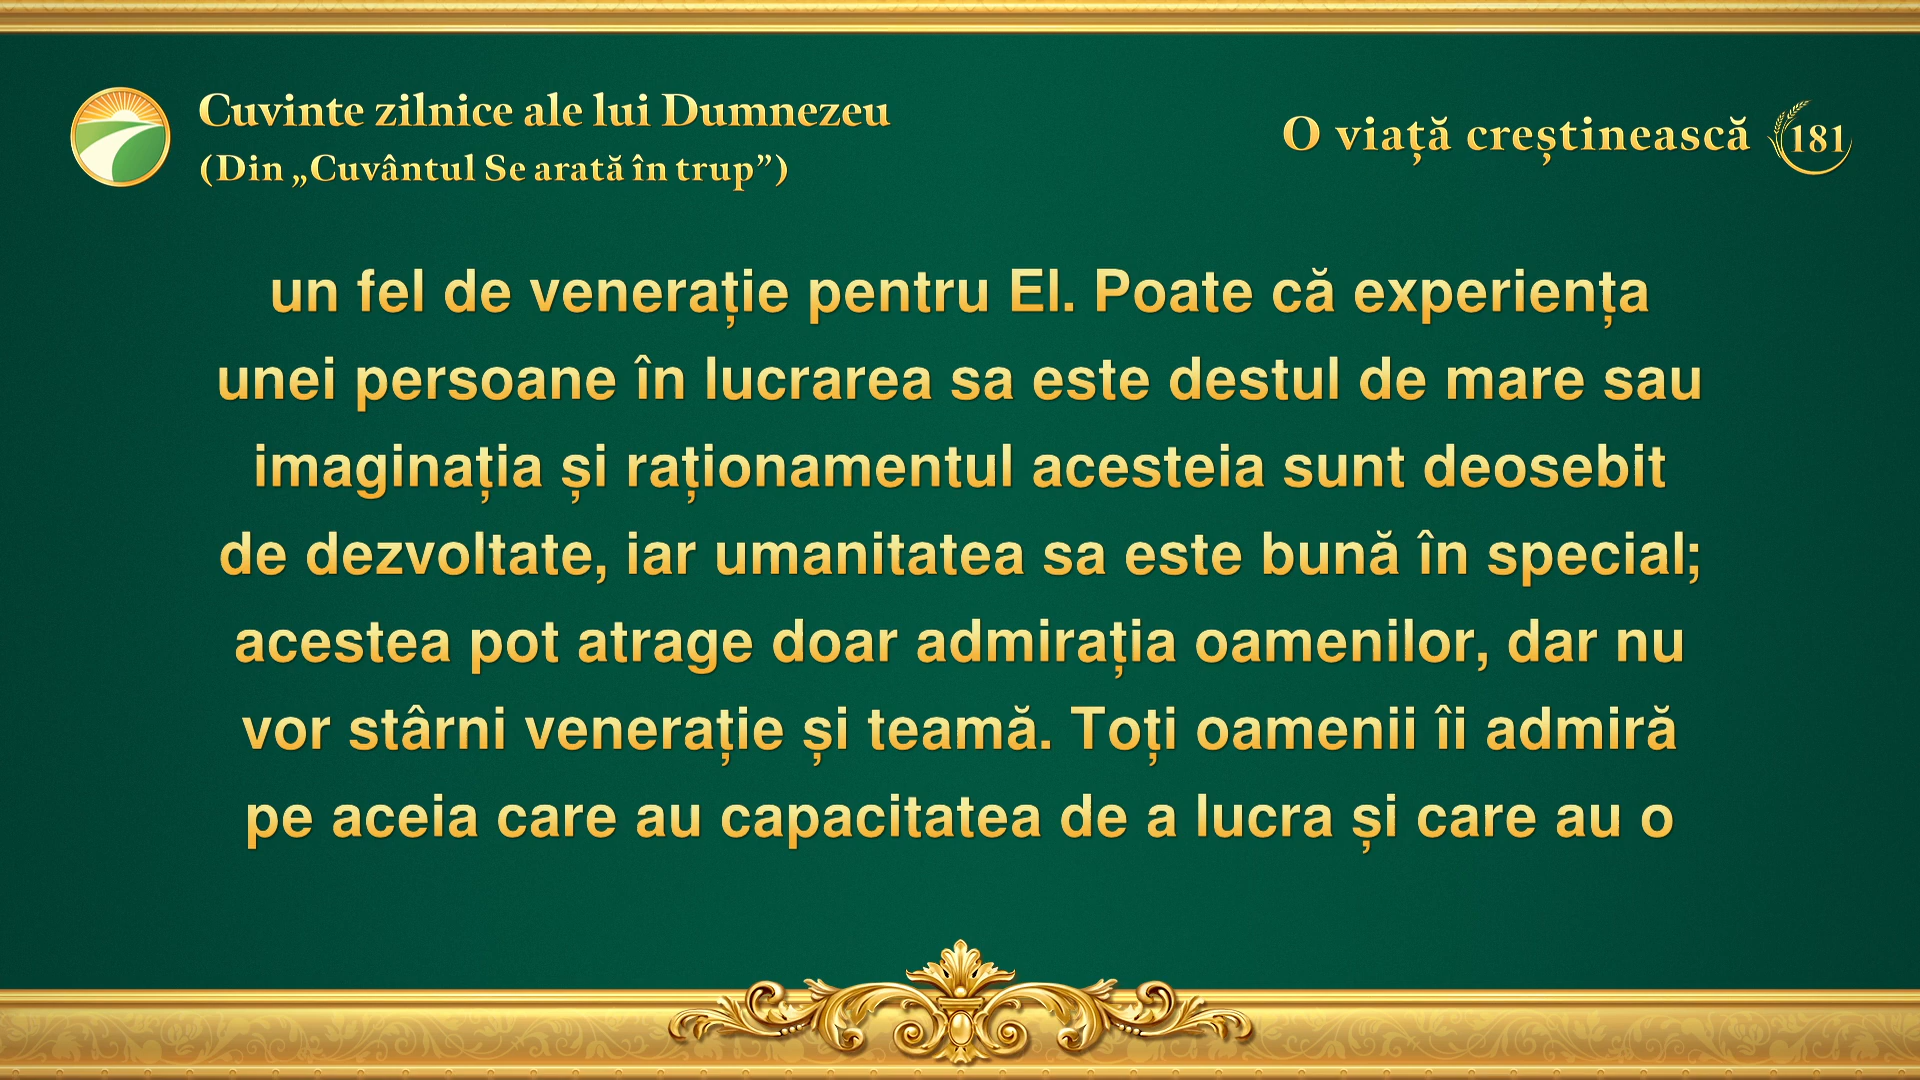 Cuvinte zilnice ale lui Dumnezeu
(Din „Cuvântul Se arată în trup”)
O viață creștinească 181
un fel de venerație pentru El. Poate că experiența
unei persoane în lucrarea sa este destul de mare sau
imaginația și raționamentul acesteia sunt deosebit
de dezvoltate, iar umanitatea sa este bună în special;
acestea pot atrage doar admirația oamenilor, dar nu
vor stârni venerație și teamă. Toți oamenii îi admiră
pe aceia care au capacitatea de a lucra și care au o